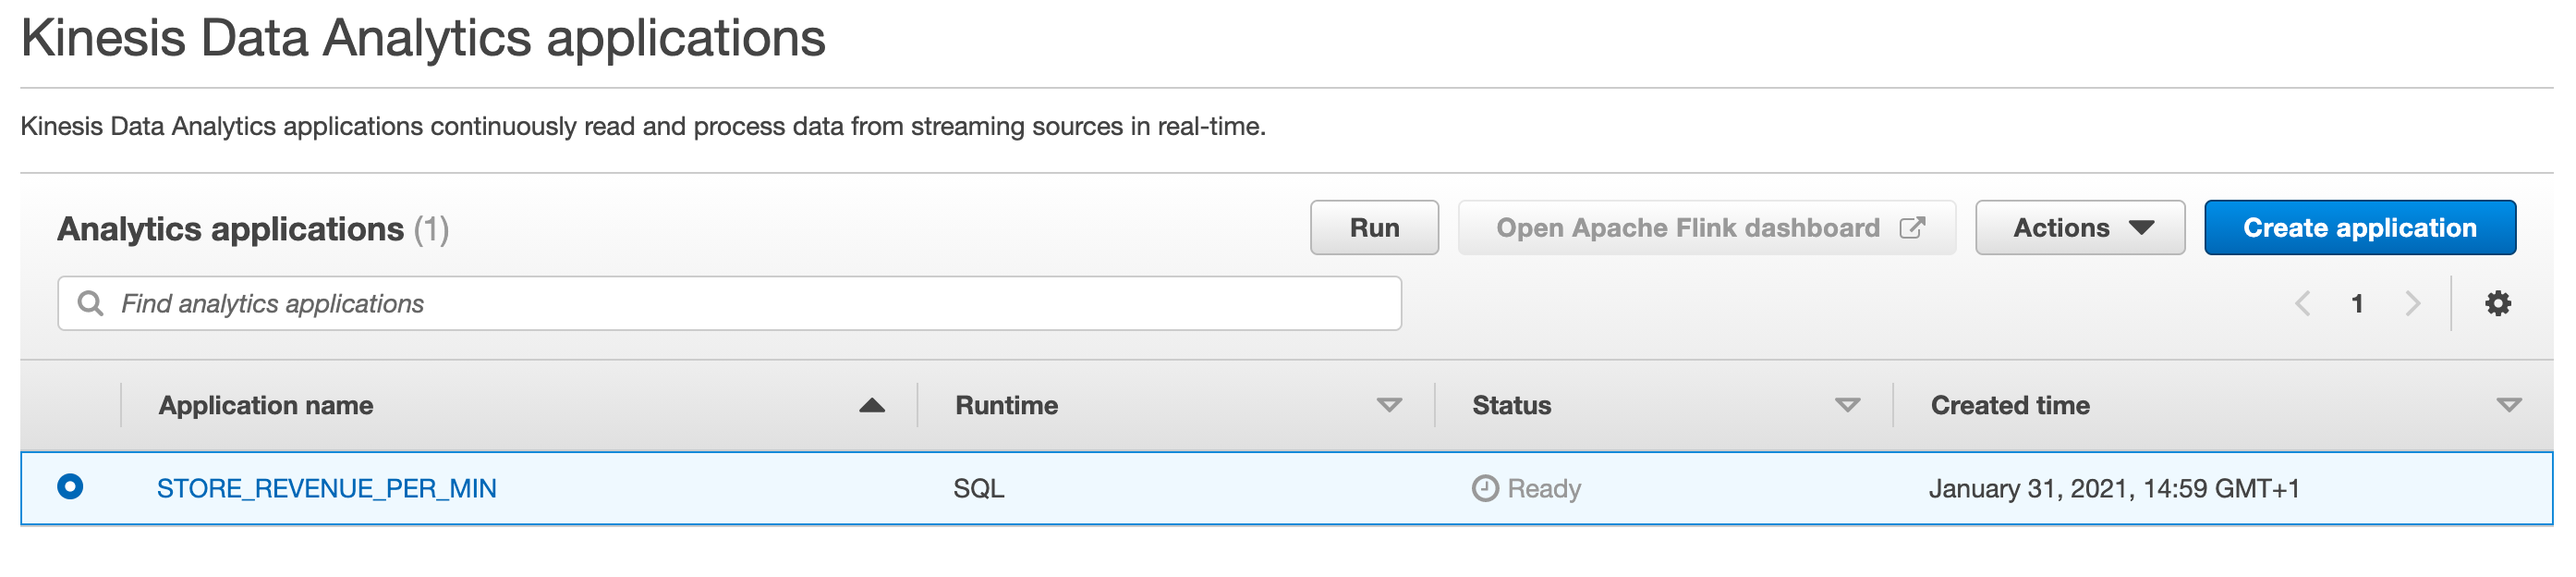 Kinesis Data Analytics applications
Kinesis Data Analytics applications continuously read and process data from streaming sources in real-time.
Analytics applications (1) Run Open Apache Flink dashboard Actions Create application
Find analytics applications 1
Application name Runtime Status Created time
STORE_REVENUE_PER_MIN SQL Ready January 31, 2021, 14:59 GMT+1